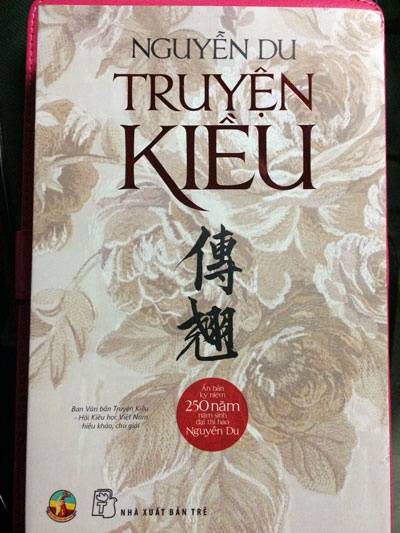 NGUYỄN DU
TRUYỆN
KIỀU
傳
翹
Ấn bản
kỷ niệm
250 năm
năm sinh
đại thi hào
Nguyễn Du
Ban Văn bản Truyện Kiều
- Hội Kiều học Việt Nam
hiệu khảo, chú giải
NHÀ XUẤT BẢN TRẺ